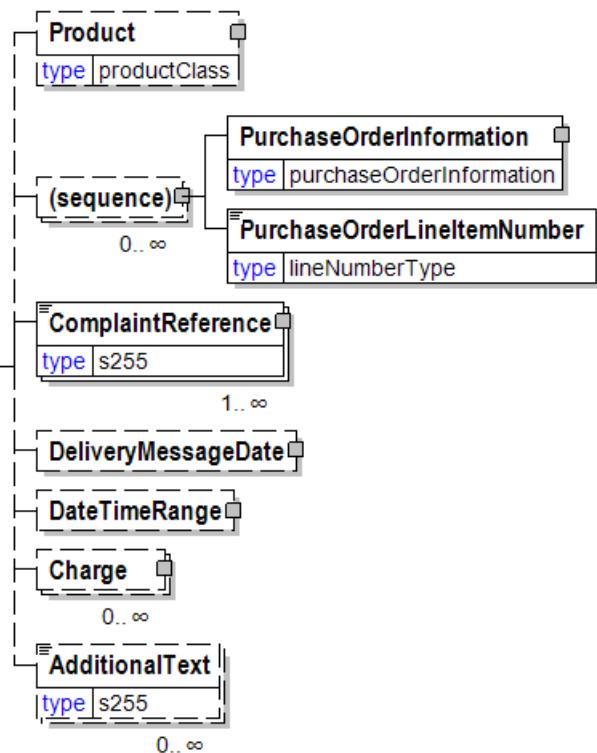 Product
type productClass
PurchaseOrderInformation
type purchaseOrderInformation
(sequence)
0.. ∞
PurchaseOrderLineItemNumber
type lineNumberType
ComplaintReference
type s255
1.. ∞
DeliveryMessageDate
DateTimeRange
Charge
0.. ∞
AdditionalText
type s255
0.. ∞